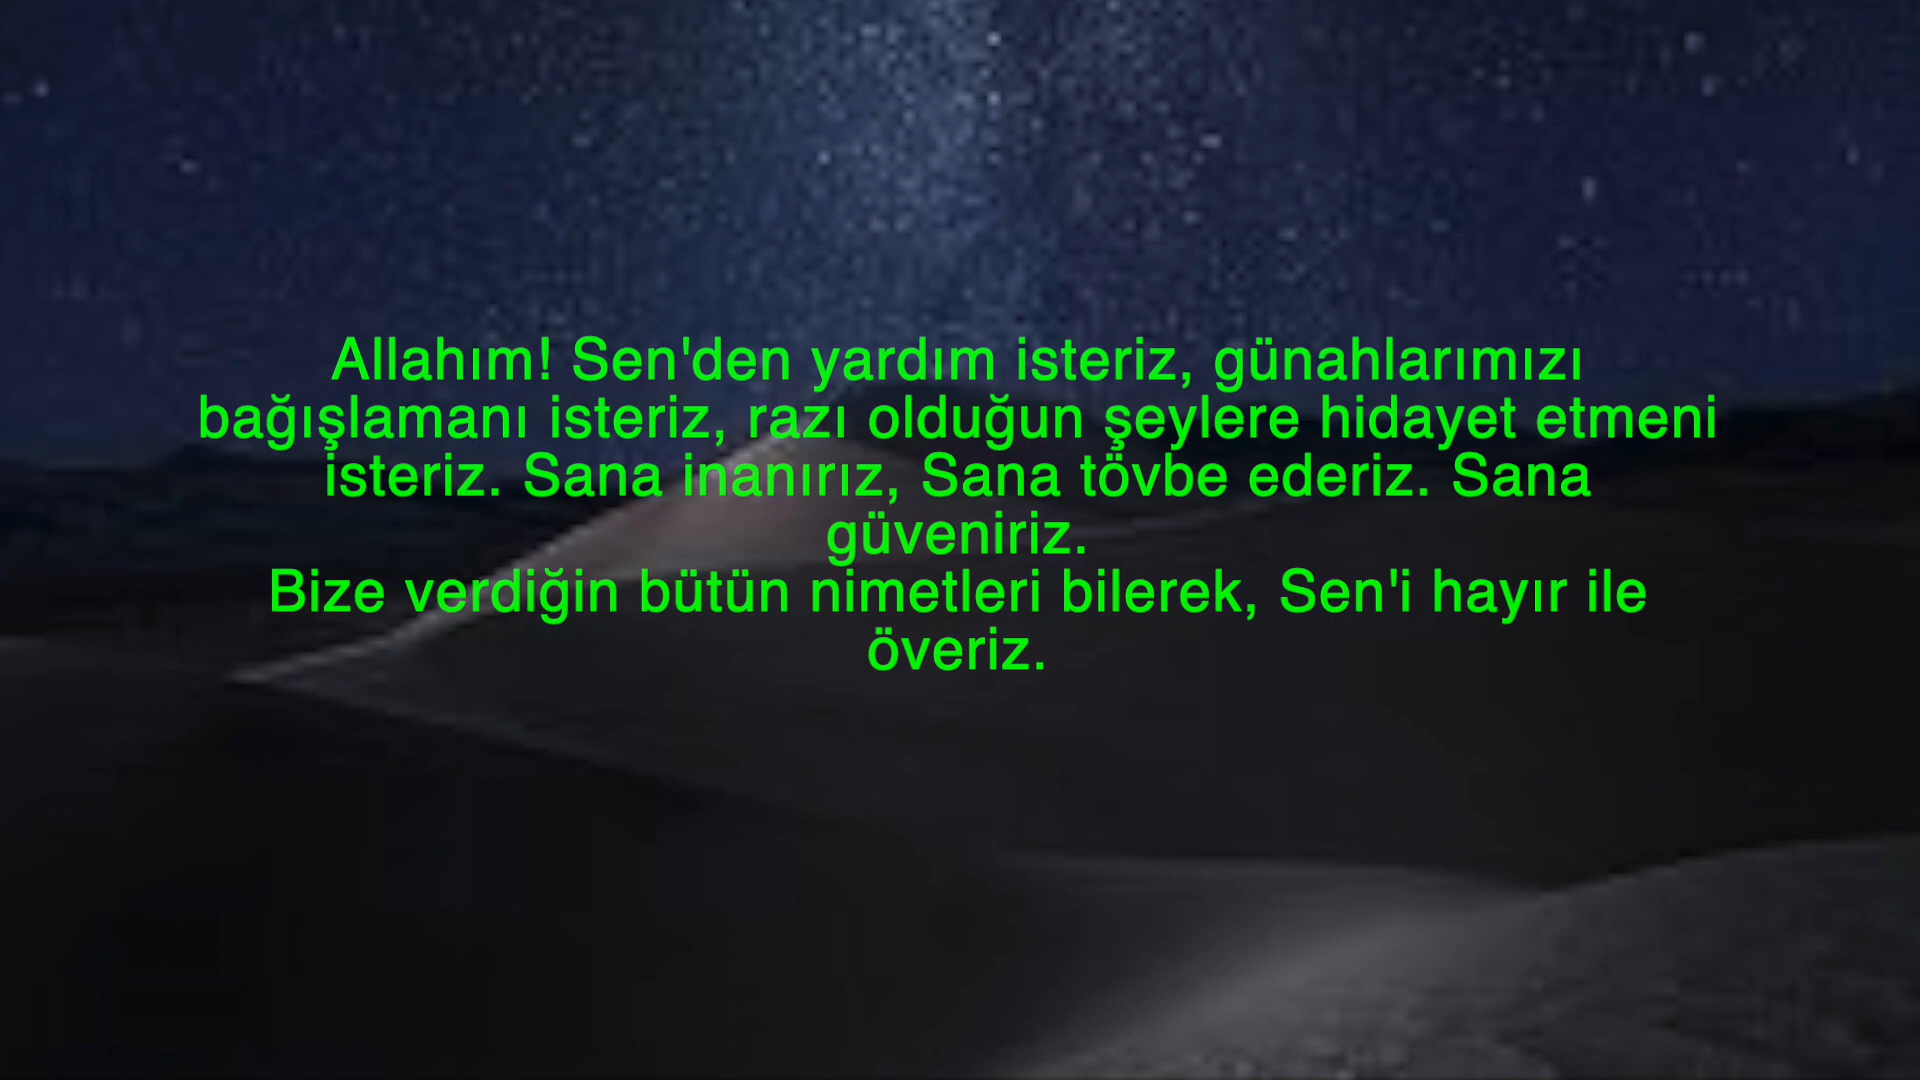 Allahım! Sen'den yardım isteriz, günahlarımızı
bağışlamanı isteriz, razı olduğun şeylere hidayet etmeni
isteriz. Sana inanırız, Sana tövbe ederiz. Sana
güveniriz.
Bize verdiğin bütün nimetleri bilerek, Sen'i hayır ile
överiz.